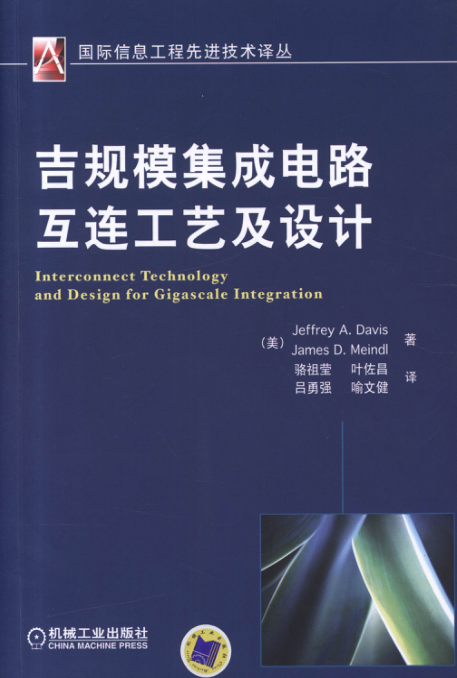 国际信息工程先进技术译丛
吉规模集成电路
互连工艺及设计
Interconnect Technology
and Design for Gigascale Integration
(美) Jeffrey A. Davis
James D. Meindl 著
骆祖莹 叶佐昌
吕勇强 喻文健 译
机械工业出版社
CHINA MACHINE PRESS